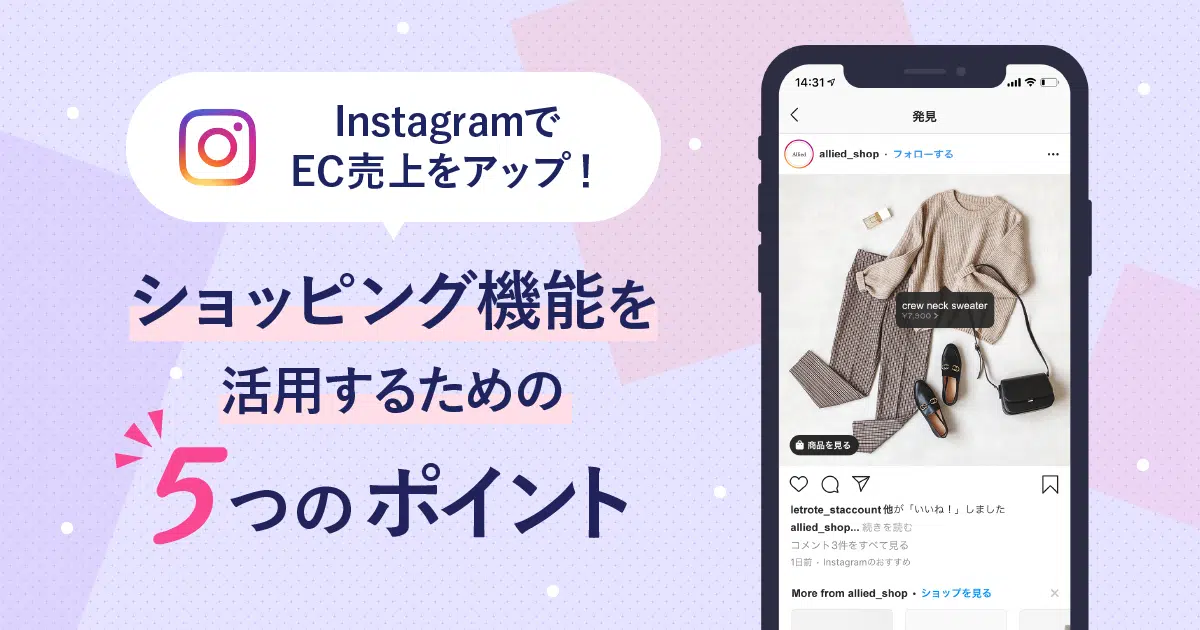 Instagramで
EC売上をアップ！
ショッピング機能を
活用するための
5つのポイント
14:31
発見
Allied
allied_shop・フォローする
crew neck sweater
¥7,900 >
商品を見る
letrote_staccount他が「いいね！」しました
allied_shop... 続きを読む
コメント3件をすべて見る
1日前・Instagramのおすすめ
More from allied_shop・ショップを見る